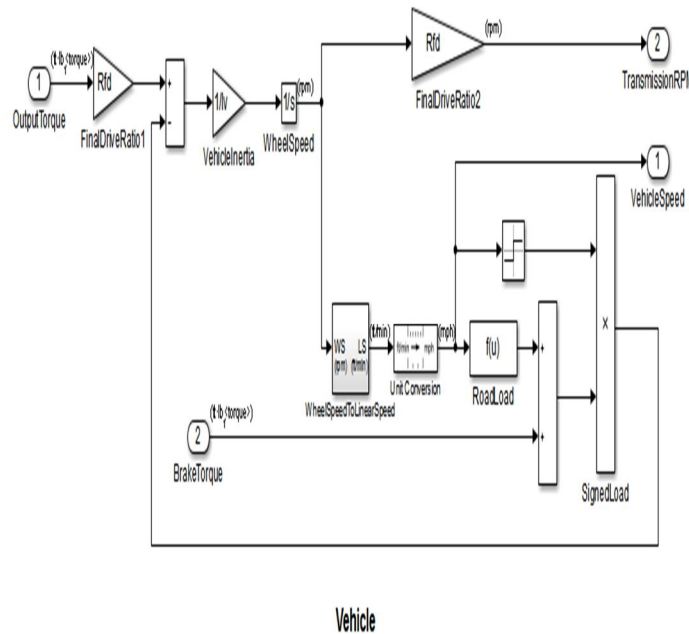 (rpm)
Rfd
2
TransmissionRPM
FinalDriveRatio2
(ft·lb_f<torque>)
1
OutputTorque
Rfd
FinalDriveRatio1
+
-
1/Iv
VehicleInertia
1/s
(rpm)
WheelSpeed
1
VehicleSpeed
WS LS
(rpm) (ft/min)
WheelSpeedToLinearSpeed
(ft/min)
ft/min → mph
Unit Conversion
(mph)
f(u)
RoadLoad
+
+
×
SignedLoad
(ft·lb_f<torque>)
2
BrakeTorque
Vehicle